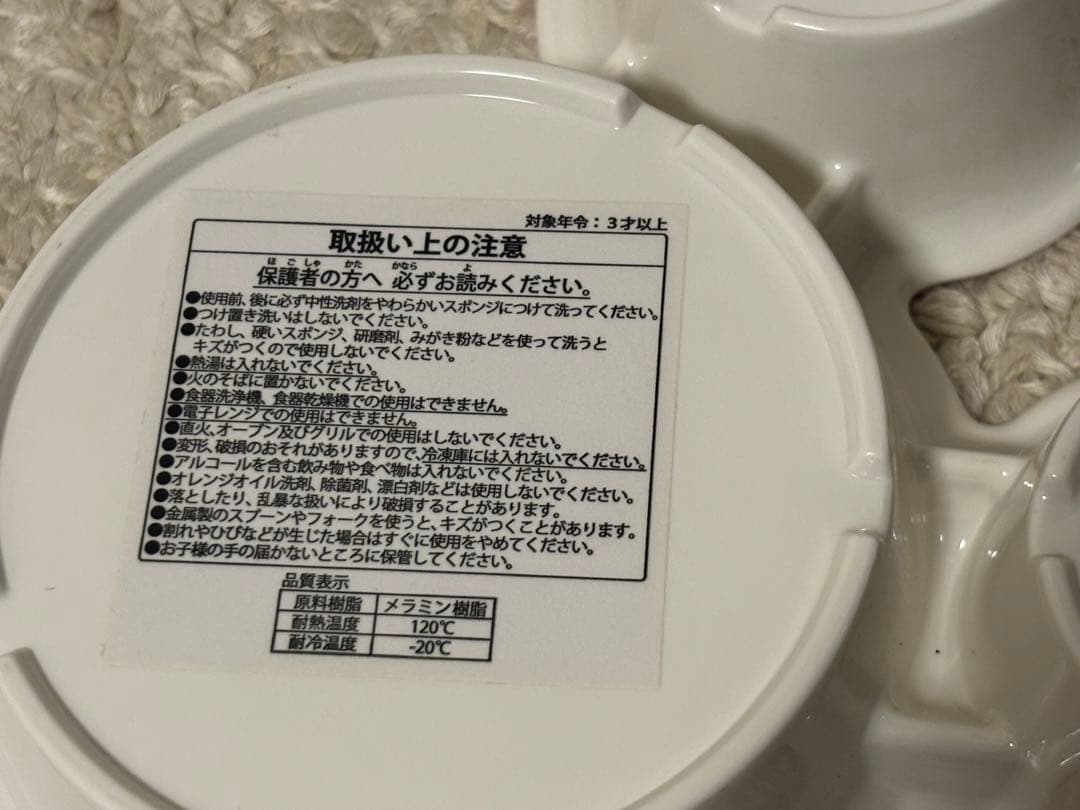 対象年令：３才以上
取扱い上の注意
保護者の方へ 必ずお読みください。
●使用前、後に必ず中性洗剤をやわらかいスポンジにつけて洗ってください。
●つけ置き洗いはしないでください。
●たわし、硬いスポンジ、研磨剤、みがき粉などを使って洗うと
キズがつくので使用しないでください。
●熱湯は入れないでください。
●火のそばに置かないでください。
●食器洗浄機、食器乾燥機での使用はできません。
●電子レンジでの使用はできません。
●直火、オーブン及びグリルでの使用はしないでください。
●変形、破損のおそれがありますので、冷凍庫には入れないでください。
●アルコールを含む飲み物や食べ物は入れないでください。
●オレンジオイル洗剤、除菌剤、漂白剤などは使用しないでください。
●落としたり、乱暴な扱いにより破損することがあります。
●金属製のスプーンやフォークを使うと、キズがつくことがあります。
●割れやひびなどが生じた場合はすぐに使用をやめてください。
●お子様の手の届かないところに保管してください。
品質表示
原料樹脂 メラミン樹脂
耐熱温度 120℃
耐冷温度 -20℃